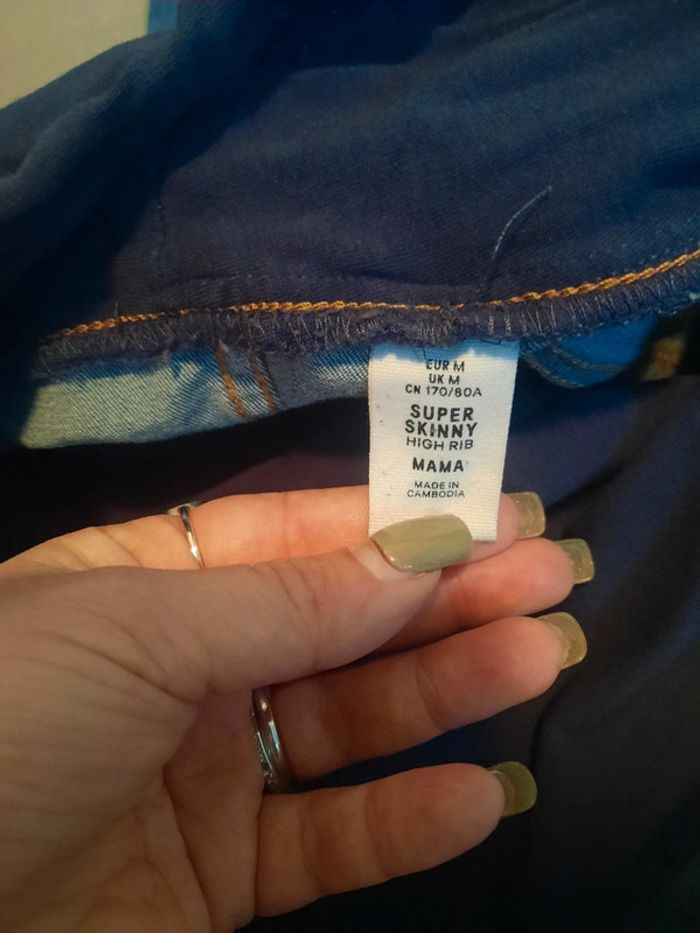 EUR M
UK M
CN 170/80A
SUPER
SKINNY
HIGH RIB
MAMA
MADE IN
CAMBODIA